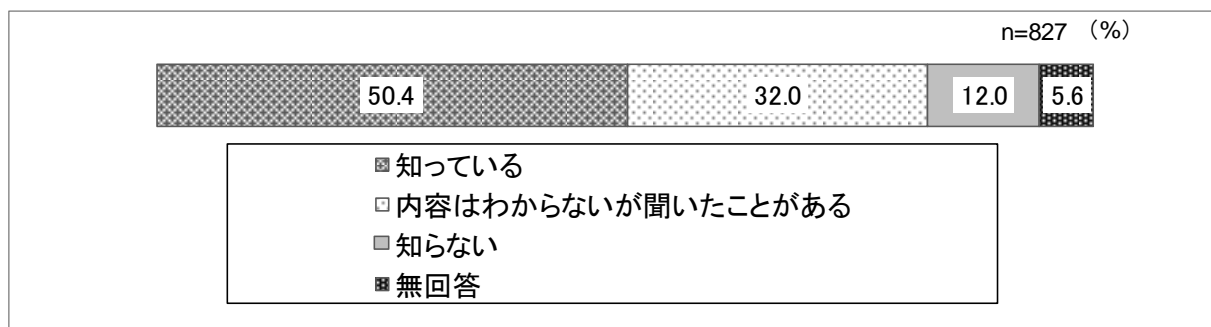 n=827 （%）
50.4 32.0 12.0 5.6
知っている
内容はわからないが聞いたことがある
知らない
無回答